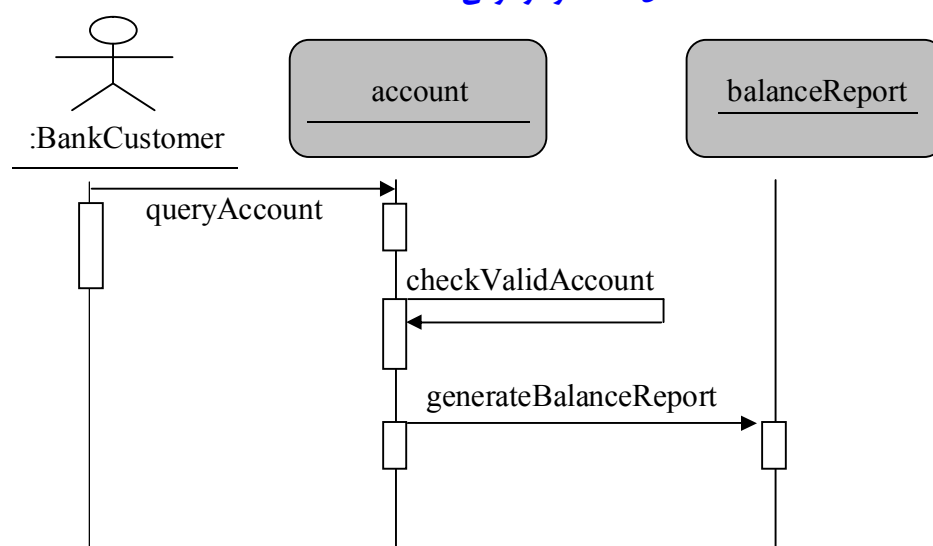 account
balanceReport
:BankCustomer
queryAccount
checkValidAccount
generateBalanceReport